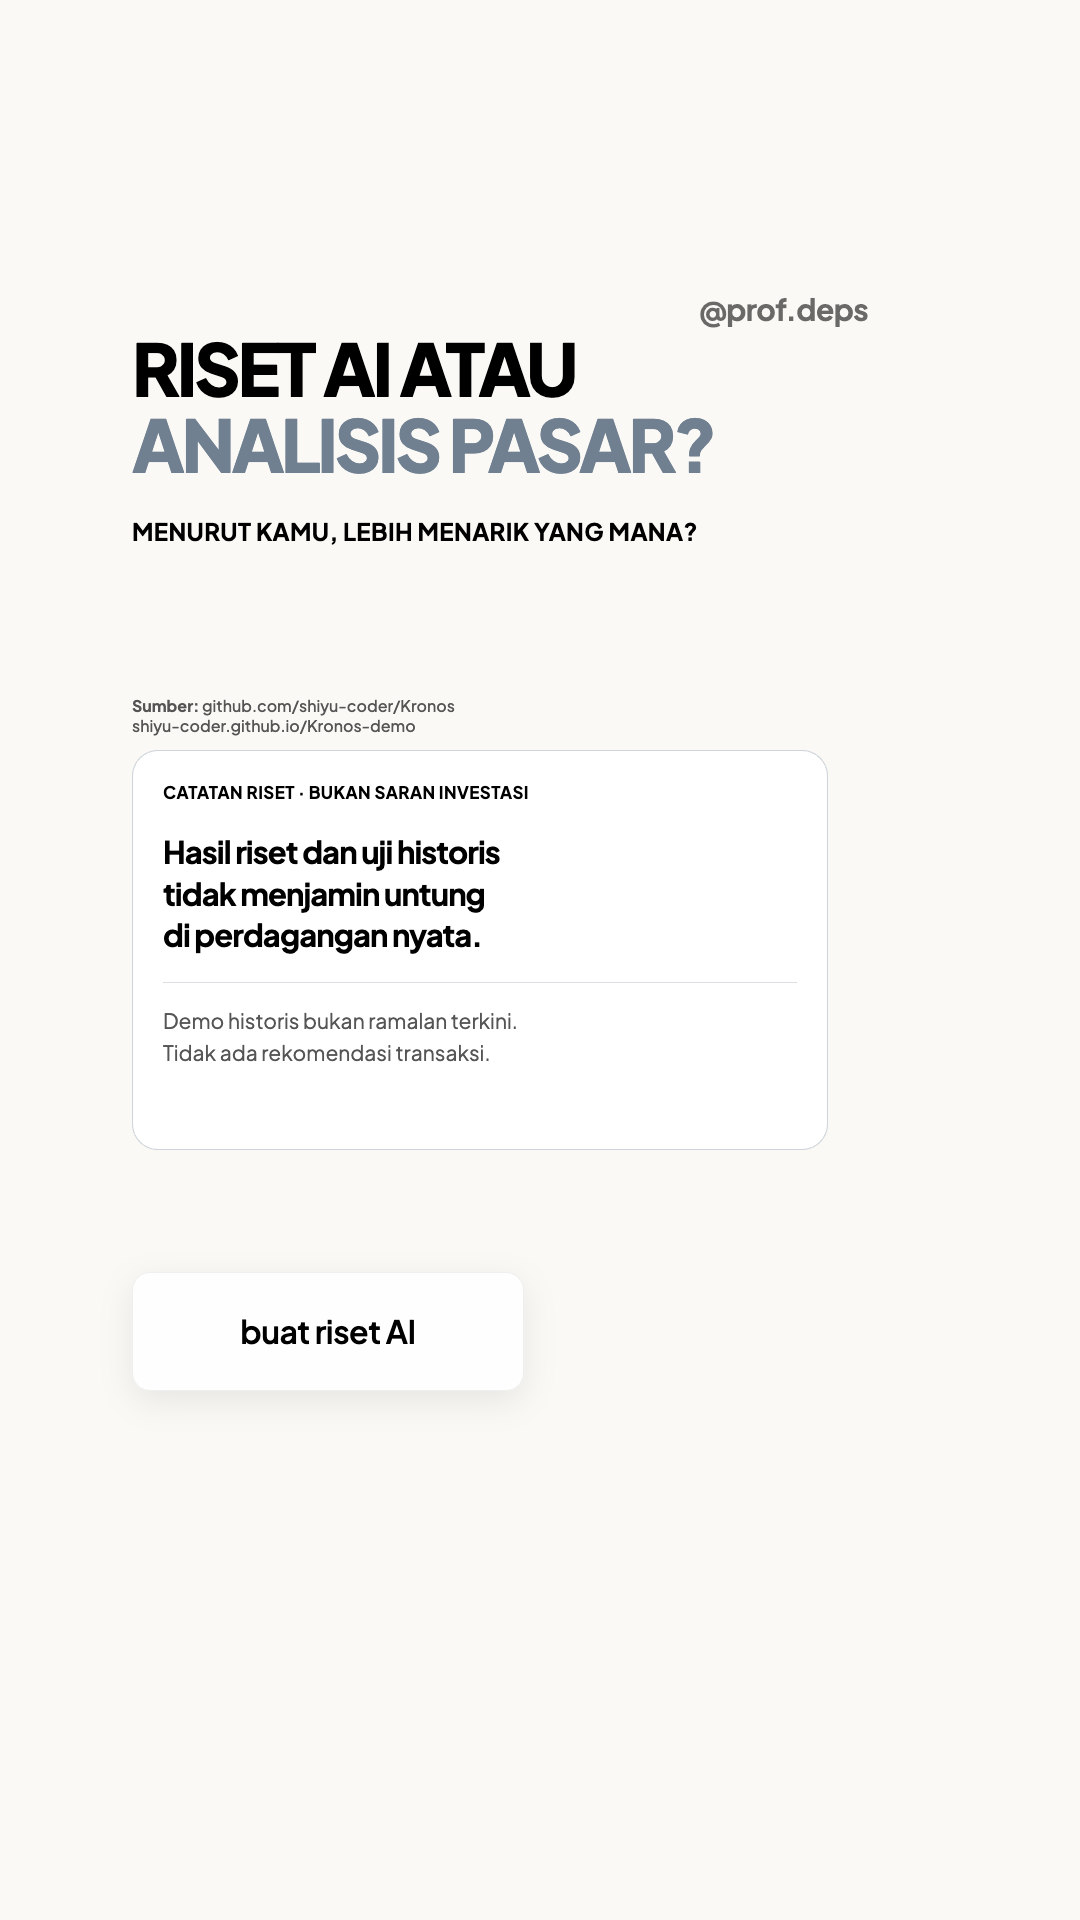 @prof.deps
RISET AI ATAU
ANALISIS PASAR?
MENURUT KAMU, LEBIH MENARIK YANG MANA?
Sumber: github.com/shiyu-coder/Kronos
shiyu-coder.github.io/Kronos-demo
CATATAN RISET · BUKAN SARAN INVESTASI
Hasil riset dan uji historis
tidak menjamin untung
di perdagangan nyata.
Demo historis bukan ramalan terkini.
Tidak ada rekomendasi transaksi.
buat riset AI